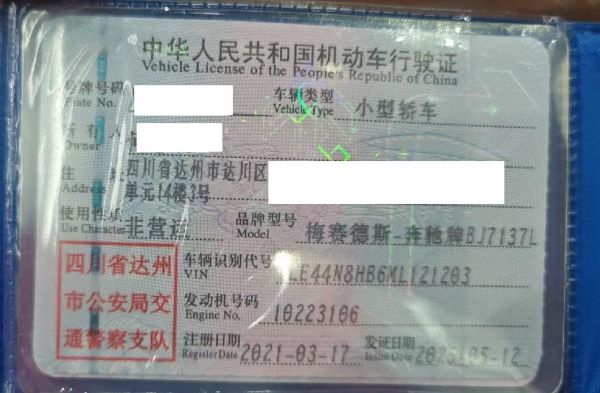 中华人民共和国机动车行驶证
Vehicle License of the People's Republic of China
号牌号码 车辆类型 小型轿车
Plate No. Vehicle Type
所有人
Owner
住址 四川省达州市达川区
Address 单元14楼3号
使用性质 非营运 品牌型号 梅赛德斯-奔驰牌BJ7137L
Use Character Model
四川省达州 车辆识别代号 LE44N8HB6ML121203
VIN
市公安局交 发动机号码 10223106
Engine No.
通警察支队 注册日期 2021-03-17 发证日期 2025-05-12
Register Date Issue Date